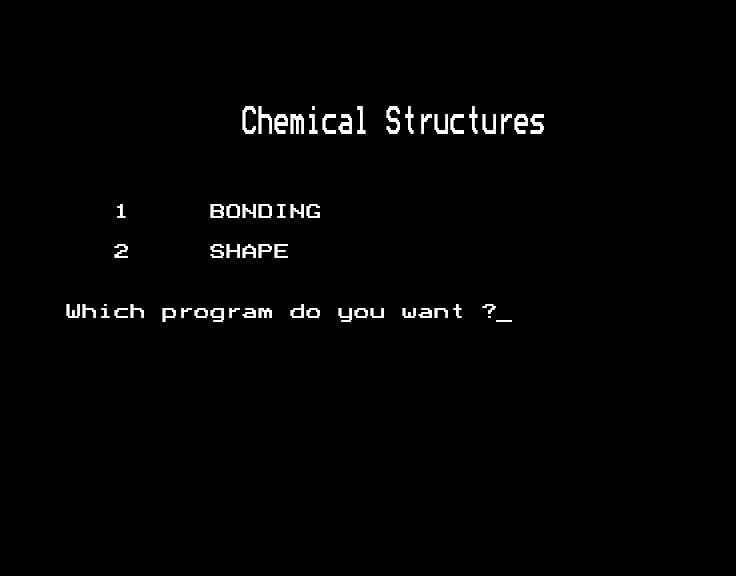 Chemical Structures
1 BONDING
2 SHAPE
Which program do you want ?_